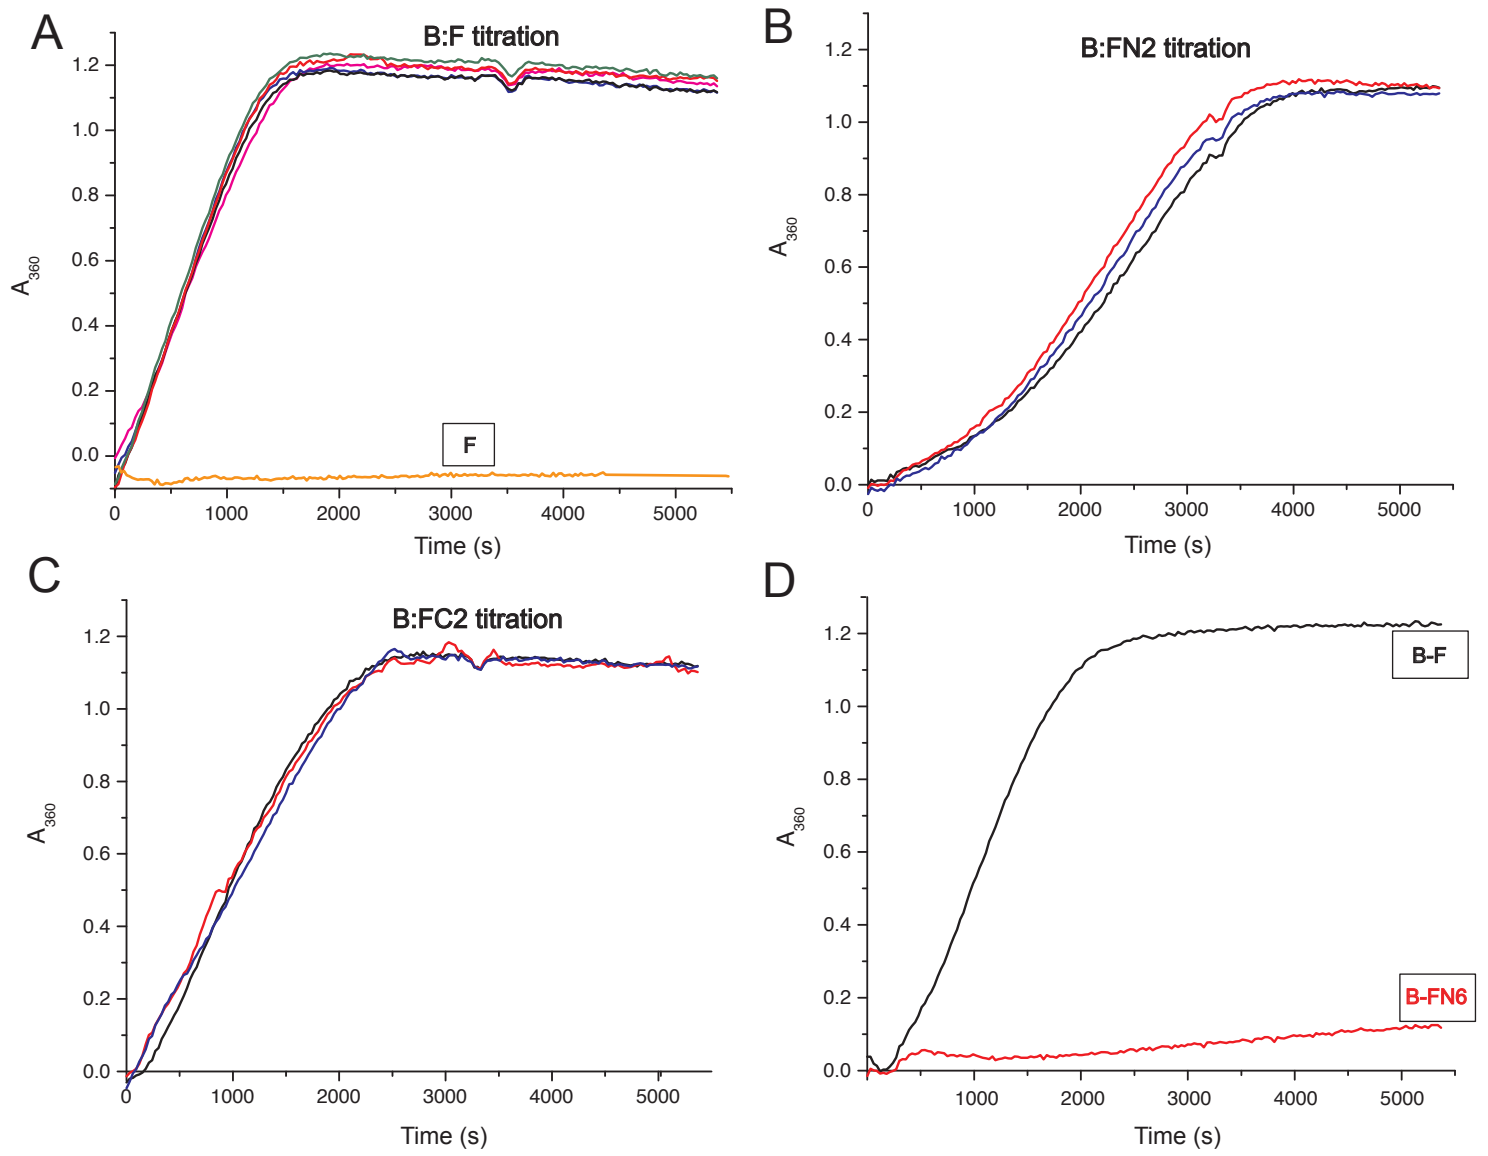 A
B:F titration
1.2
1.0
0.8
0.6
0.4
0.2
0.0
A360
F
0 1000 2000 3000 4000 5000
Time (s)
B
B:FN2 titration
1.2
1.0
0.8
0.6
0.4
0.2
0.0
A360
0 1000 2000 3000 4000 5000
Time (s)
C
B:FC2 titration
1.2
1.0
0.8
0.6
0.4
0.2
0.0
A360
0 1000 2000 3000 4000 5000
Time (s)
D
1.2
1.0
0.8
0.6
0.4
0.2
0.0
A360
B-F
B-FN6
1000 2000 3000 4000 5000
Time (s)